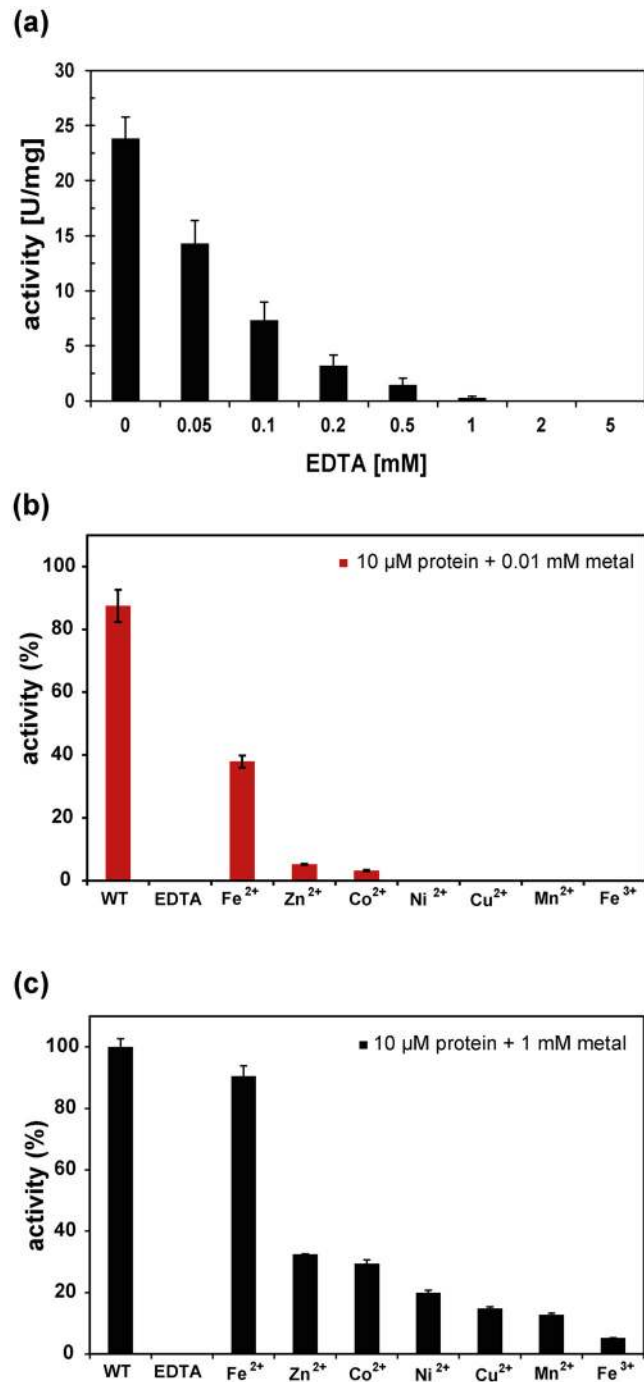 (a)
30
25
20
15
10
5
0
activity [U/mg]
0 0.05 0.1 0.2 0.5 1 2 5
EDTA [mM]
(b)
10 µM protein + 0.01 mM metal
100
80
60
40
20
0
activity (%)
WT EDTA Fe²⁺ Zn²⁺ Co²⁺ Ni²⁺ Cu²⁺ Mn²⁺ Fe³⁺
(c)
10 µM protein + 1 mM metal
100
80
60
40
20
0
activity (%)
WT EDTA Fe²⁺ Zn²⁺ Co²⁺ Ni²⁺ Cu²⁺ Mn²⁺ Fe³⁺